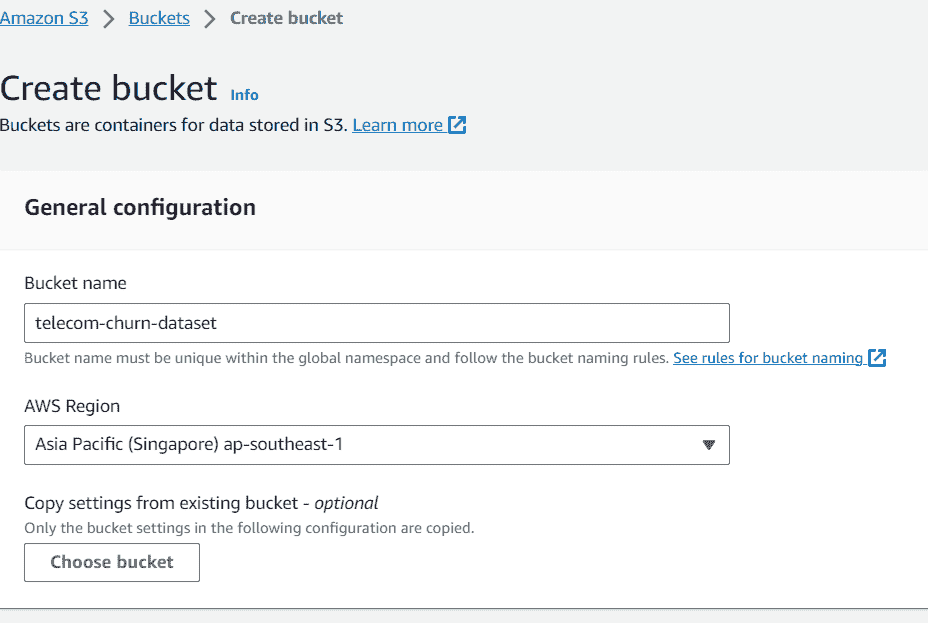 Amazon S3 > Buckets > Create bucket
Create bucket Info
Buckets are containers for data stored in S3. Learn more
General configuration
Bucket name
telecom-churn-dataset
Bucket name must be unique within the global namespace and follow the bucket naming rules. See rules for bucket naming
AWS Region
Asia Pacific (Singapore) ap-southeast-1
Copy settings from existing bucket - optional
Only the bucket settings in the following configuration are copied.
Choose bucket